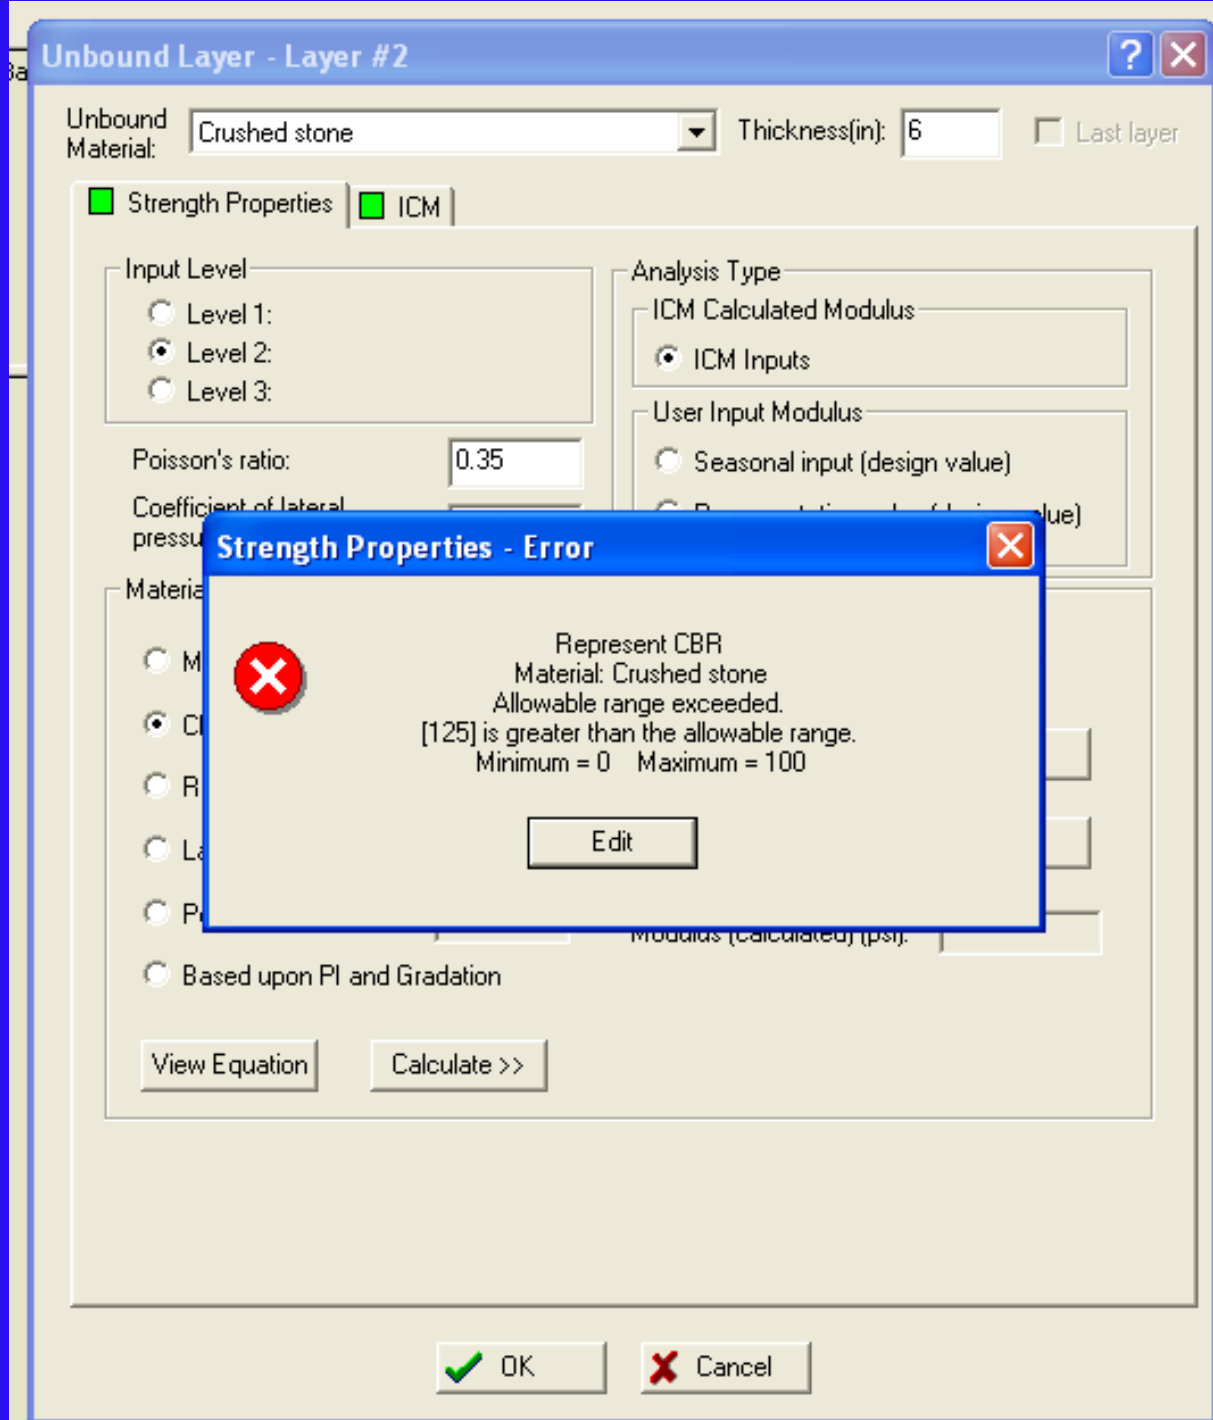 Unbound Layer - Layer #2
Unbound
Material:
Crushed stone
Thickness(in):
6
Last layer
Strength Properties
ICM
Input Level
Level 1:
Level 2:
Level 3:
Analysis Type
ICM Calculated Modulus
ICM Inputs
User Input Modulus
Seasonal input (design value)
Poisson's ratio:
0.35
Coefficient of lateral
Strength Properties - Error
Represent CBR
Material: Crushed stone
Allowable range exceeded.
[125] is greater than the allowable range.
Minimum = 0 Maximum = 100
Edit
Modulus (calculated) (psi):
Based upon PI and Gradation
View Equation
Calculate >>
OK
Cancel